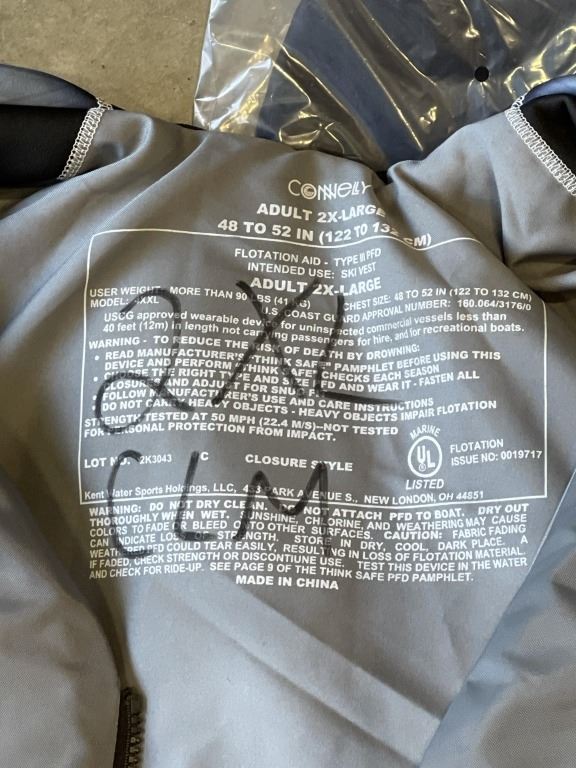 CONNELLY
ADULT 2X-LARGE
48 TO 52 IN (122 TO 132 CM)
FLOTATION AID - TYPE III PFD
INTENDED USE: SKI VEST
ADULT 2X-LARGE
USER WEIGHT: MORE THAN 90 LBS (41 CHEST SIZE: 48 TO 52 IN (122 TO 132 CM)
MODEL: U.S. COAST GUARD APPROVAL NUMBER: 160.064/3176/0
USCG approved wearable device for uninspected commercial vessels less than
40 feet (12m) in length not carrying passengers for hire, and for recreational boats.
WARNING - TO REDUCE THE RISK OF DEATH BY DROWNING:
• READ MANUFACTURER'S "THINK SAFE" PAMPHLET BEFORE USING THIS
DEVICE AND PERFORM "THINK SAFE" CHECKS EACH SEASON
• CHOOSE THE RIGHT TYPE AND SIZE PFD AND WEAR IT - FASTEN ALL
CLOSURES AND ADJUST FOR SNUG FIT
FOLLOW MANUFACTURER'S USE AND CARE INSTRUCTIONS
DO NOT CARRY HEAVY OBJECTS - HEAVY OBJECTS IMPAIR FLOTATION
STRENGTH TESTED AT 50 MPH (22.4 M/S)--NOT TESTED
FOR PERSONAL PROTECTION FROM IMPACT.
2XL
MARINE
UL
LISTED
FLOTATION
ISSUE NO: 0019717
LOT NO. 2K3043 C CLOSURE STYLE
CLM
Kent Water Sports Holdings, LLC, 433 PARK AVENUE S., NEW LONDON, OH 44851
WARNING: DO NOT DRY CLEAN. DO NOT ATTACH PFD TO BOAT. DRY OUT
THOROUGHLY WHEN WET. SUNSHINE, CHLORINE, AND WEATHERING MAY CAUSE
COLORS TO FADE OR BLEED ONTO OTHER SURFACES. CAUTION: FABRIC FADING
CAN INDICATE LOSS OF STRENGTH. STORE IN DRY, COOL, DARK PLACE. A
WEATHERED PFD COULD TEAR EASILY, RESULTING IN LOSS OF FLOTATION MATERIAL.
IF FADED, CHECK STRENGTH OR DISCONTIUNE USE. TEST THIS DEVICE IN THE WATER
AND CHECK FOR RIDE-UP. SEE PAGE 9 OF THE THINK SAFE PFD PAMPHLET.
MADE IN CHINA